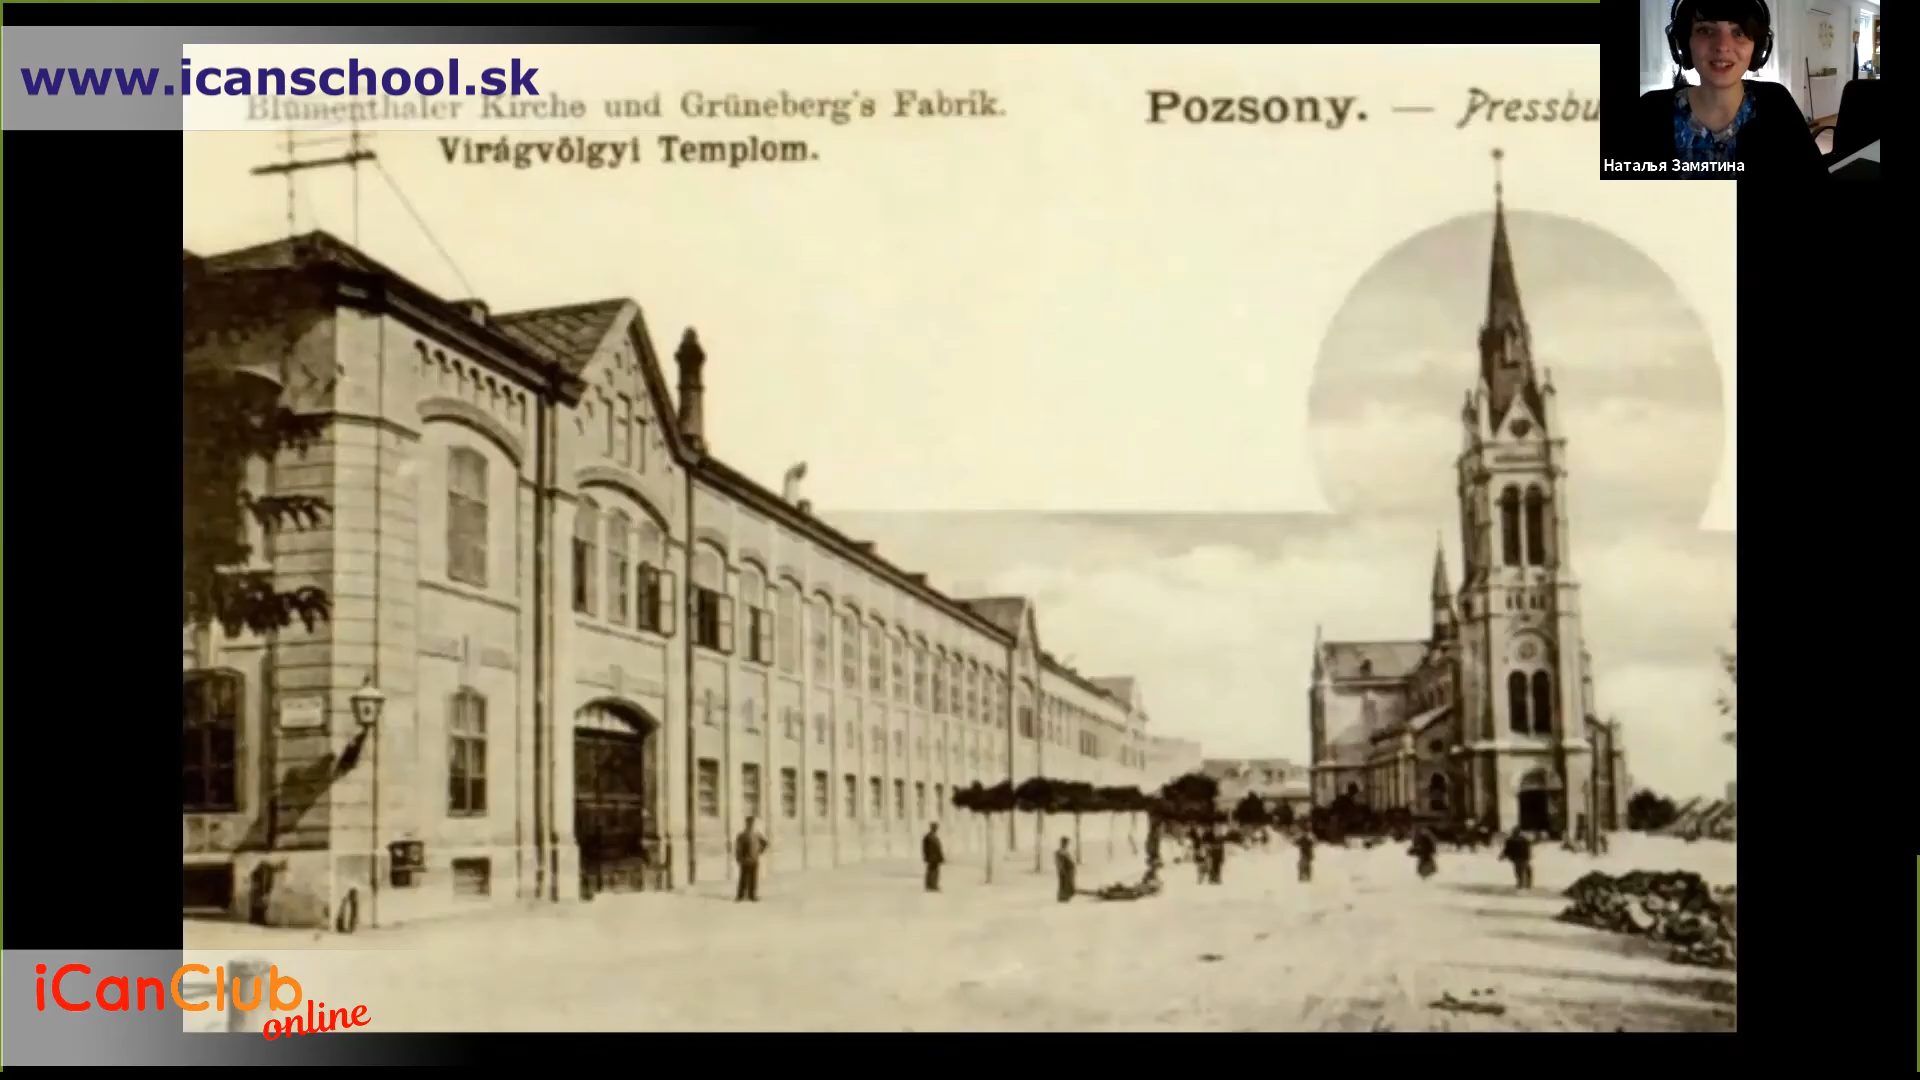 www.icanschool.sk
Blumenthaler Kirche und Grüneberg's Fabrik.
Virágvölgyi Templom.
Pozsony. — Pressbu
Наталья Замятина
iCanClub
online